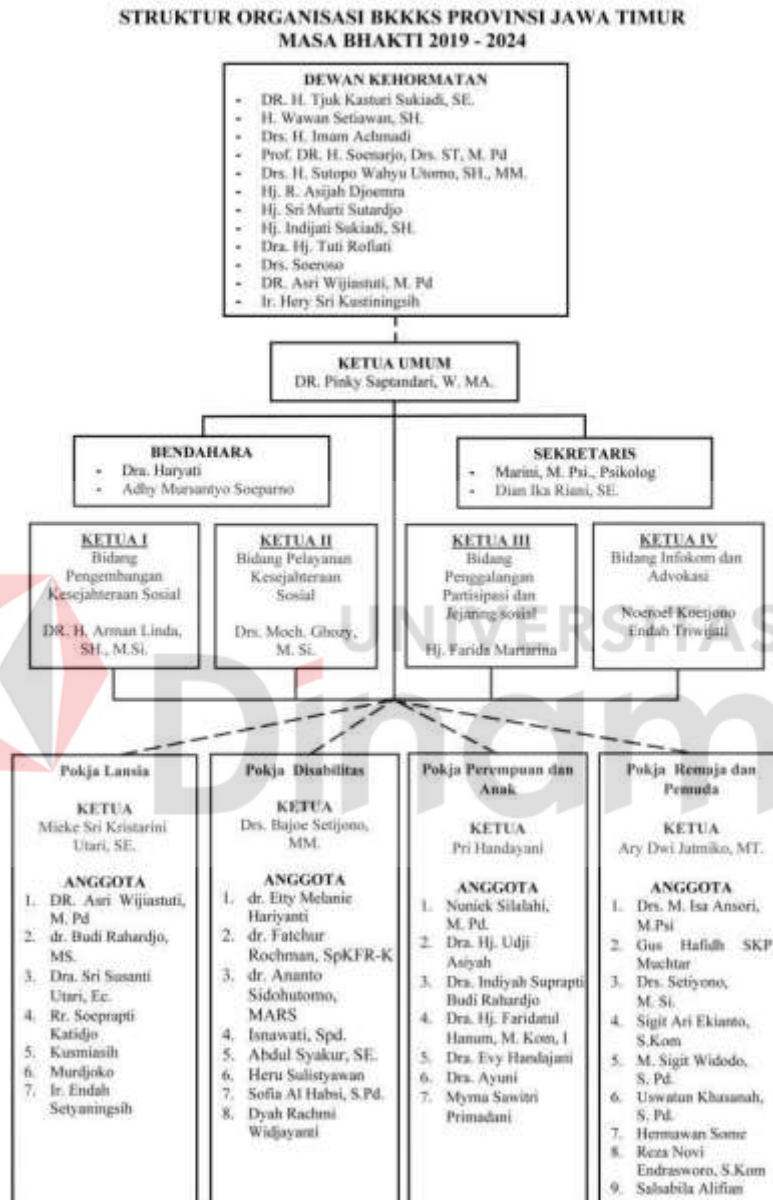 STRUKTUR ORGANISASI BKKKS PROVINSI JAWA TIMUR
MASA BHAKTI 2019 - 2024
DEWAN KEHORMATAN
- DR. H. Tjuk Kasturi Sukiadi, SE.
- H. Wawan Setiawan, SH.
- Drs. H. Imam Achmadi
- Prof. DR. H. Soenarjo, Drs. ST, M. Pd
- Drs. H. Sutopo Wahyu Utomo, SH., MM.
- Hj. R. Asijah Djoemra
- Hj. Sri Murti Sutardjo
- Hj. Indijati Sukiadi, SH.
- Dra. Hj. Tuti Rofiati
- Drs. Soeroso
- DR. Asri Wijiastuti, M. Pd
- Ir. Hery Sri Kustiningsih
KETUA UMUM
DR. Pinky Saptandari, W. MA.
BENDAHARA
- Dra. Haryati
- Adhy Mursantyo Soeparno
SEKRETARIS
- Marini, M. Psi., Psikolog
- Dian Ika Riani, SE.
KETUA I
Bidang
Pengembangan
Kesejahteraan Sosial
DR. H. Arman Linda,
SH., M.Si.
KETUA II
Bidang Pelayanan
Kesejahteraan
Sosial
Drs. Moch. Ghozy,
M. Si.
KETUA III
Bidang
Penggalangan
Partisipasi dan
Jejaring sosial
Hj. Farida Martarina
KETUA IV
Bidang Infokom dan
Advokasi
Noeroel Koetjono
Endah Triwijati
UNIVERSITAS
Dinam
Pokja Lansia
KETUA
Mieke Sri Kristarini
Utari, SE.
ANGGOTA
1. DR. Asri Wijiastuti,
M. Pd
2. dr. Budi Rahardjo,
MS.
3. Dra. Sri Susanti
Utari, Ec.
4. Rr. Soeprapti
Katidjo
5. Kusmiasih
6. Murdjoko
7. Ir. Endah
Setyaningsih
Pokja Disabilitas
KETUA
Drs. Bajoe Setijono,
MM.
ANGGOTA
1. dr. Etty Melanie
Hariyanti
2. dr. Fatchur
Rochman, SpKFR-K
3. dr. Ananto
Sidohutomo,
MARS
4. Isnawati, Spd.
5. Abdul Syakur, SE.
6. Heru Sulistyawan
7. Sofia Al Habsi, S.Pd.
8. Dyah Rachmi
Widjayanti
Pokja Perempuan dan
Anak
KETUA
Pri Handayani
ANGGOTA
1. Nuniek Silalahi,
M. Pd.
2. Dra. Hj. Udji
Asiyah
3. Dra. Indiyah Suprapti
Budi Rahardjo
4. Dra. Hj. Faridatul
Hanum, M. Kom, I
5. Dra. Evy Handajani
6. Dra. Ayuni
7. Myrna Sawitri
Primadani
Pokja Remaja dan
Pemuda
KETUA
Ary Dwi Jatmiko, MT.
ANGGOTA
1. Drs. M. Isa Ansori,
M.Psi
2. Gus Hafidh SKP
Muchtar
3. Drs. Setiyono,
M. Si.
4. Sigit Ari Ekianto,
S.Kom
5. M. Sigit Widodo,
S. Pd.
6. Uswatun Khasanah,
S. Pd.
7. Hermawan Some
8. Reza Novi
Endrasworo, S.Kom
9. Salsabila Alifian